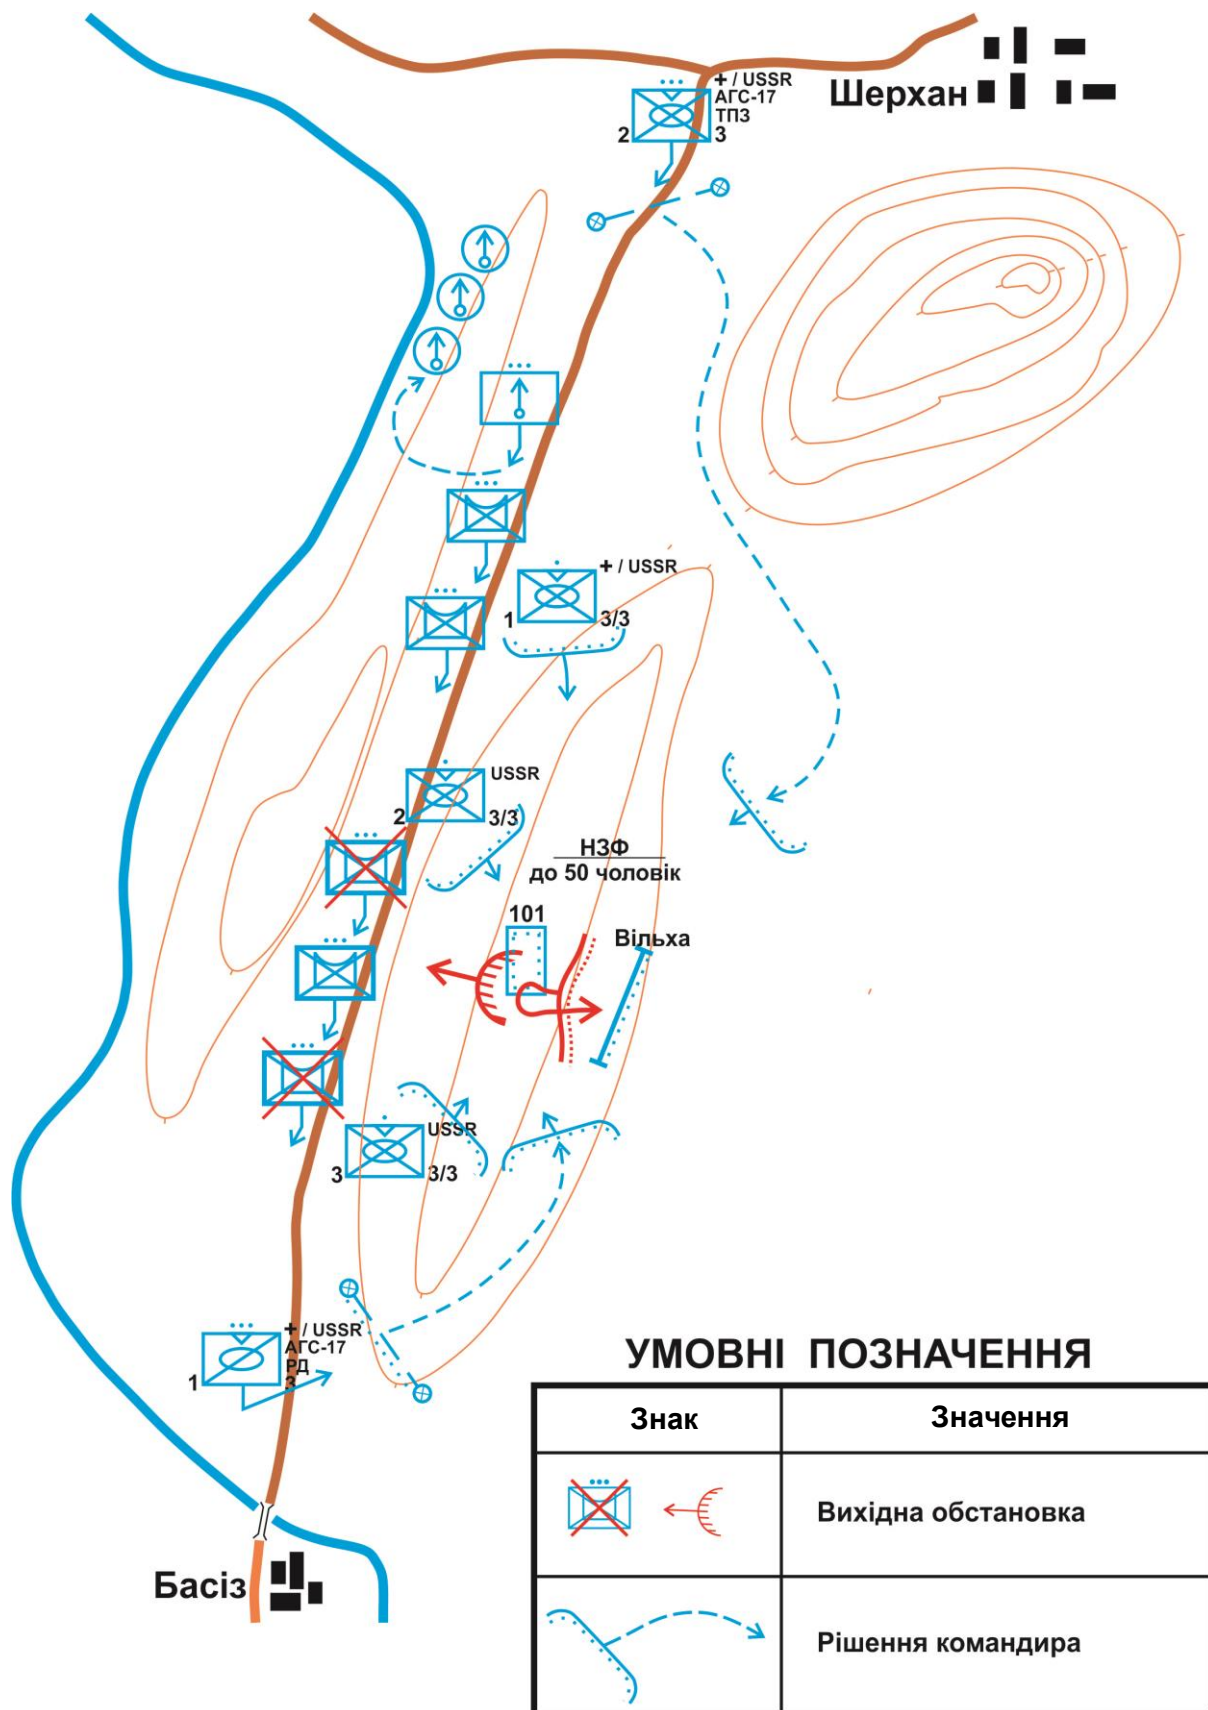 + / USSR
АГС-17
ТПЗ
2
3
Шерхан
+ / USSR
1
3/3
USSR
2
3/3
НЗФ
до 50 чоловік
101
Вільха
USSR
3
3/3
+ / USSR
АГС-17
РД
1
3
Басіз
УМОВНІ ПОЗНАЧЕННЯ
Знак
Значення
Вихідна обстановка
Рішення командира